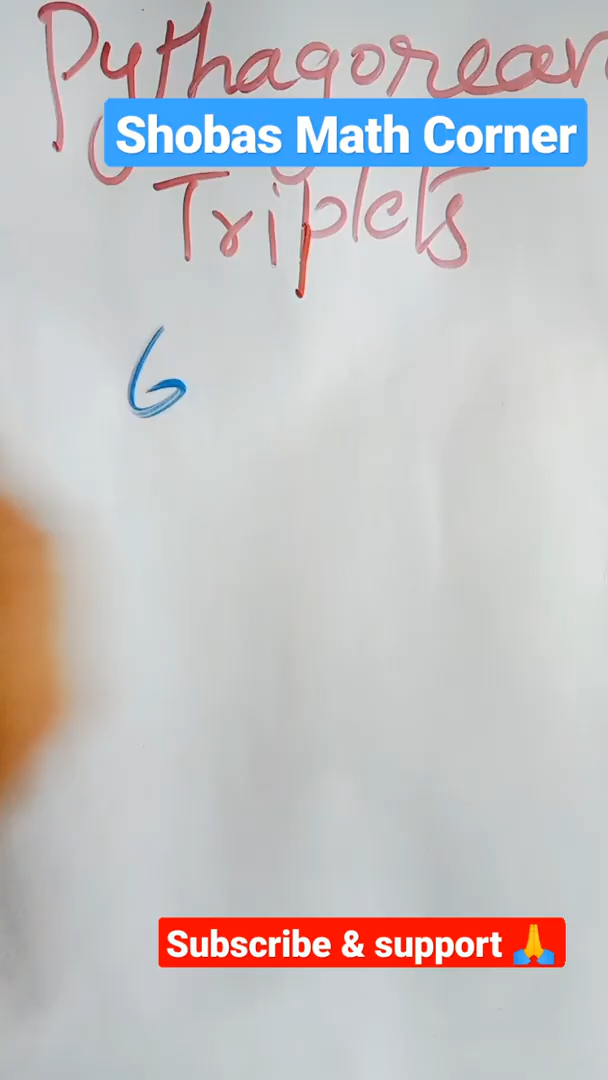 Pythagorean
Shobas Math Corner
Triplets
6
Subscribe & support 🙏